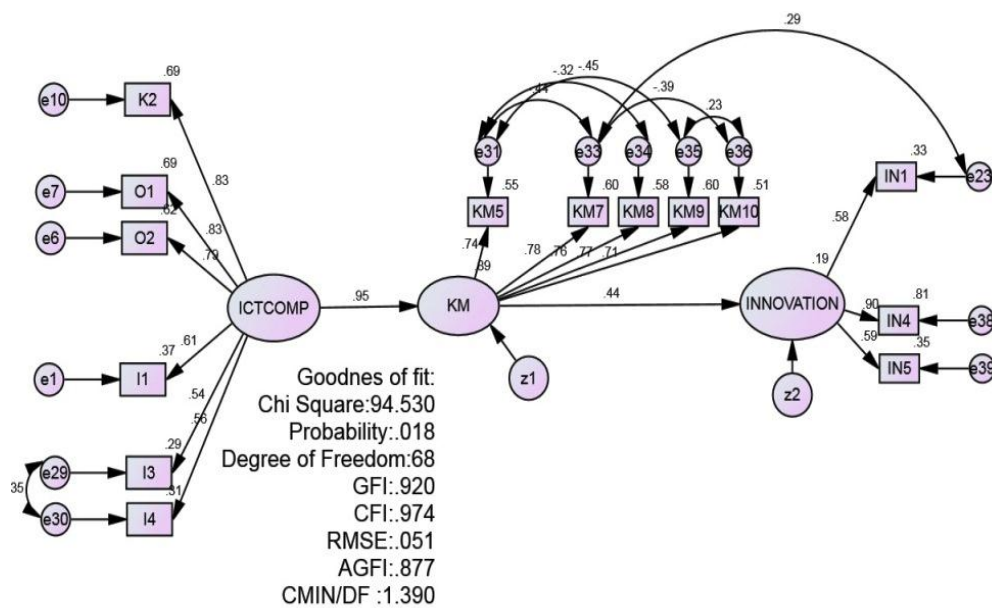 .29
.69
-.32
-.45
e10
K2
-.44
-.39
.23
e31
e33
e34
e35
e36
.33
.69
.55
.60
.58
.60
.51
IN1
e23
.83
e7
O1
KM5
KM7
KM8
KM9
KM10
.62
.58
e6
O2
.83
.74
.78
.76
.77
.71
.79
.89
.19
ICTCOMP
.95
KM
.44
INNOVATION
.90
.81
IN4
e38
.61
.59
.35
.37
IN5
e39
e1
I1
z1
z2
.54
.56
.29
e29
I3
35
.31
e30
I4
Goodnes of fit:
Chi Square:94.530
Probability:.018
Degree of Freedom:68
GFI:.920
CFI:.974
RMSE:.051
AGFI:.877
CMIN/DF :1.390